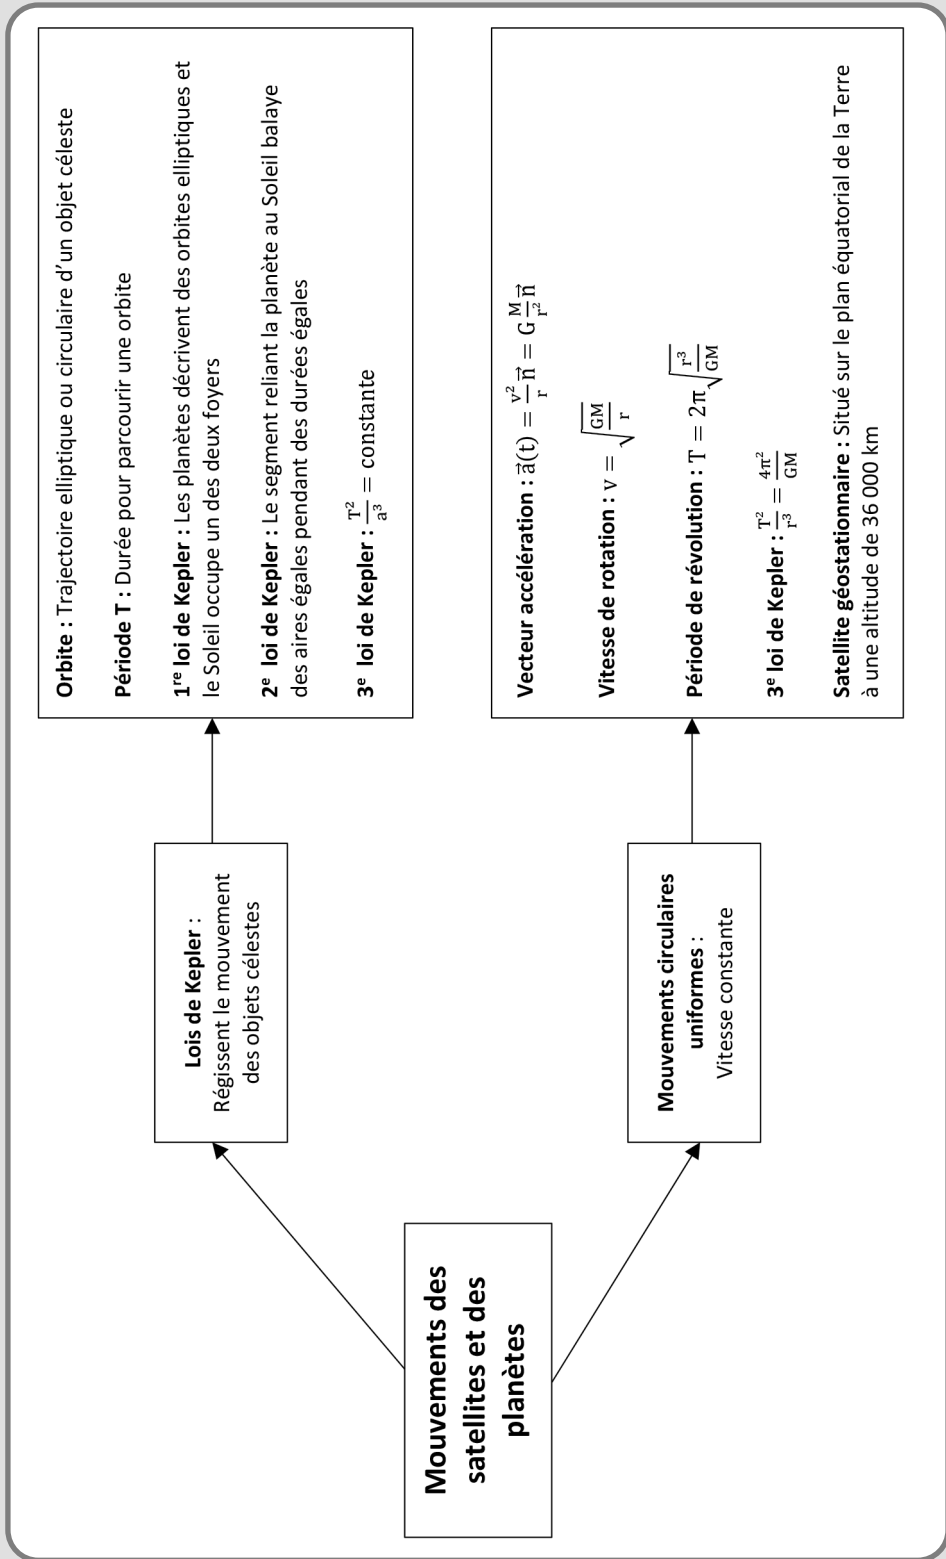 Mouvements des
satellites et des
planètes
Lois de Kepler :
Régissent le mouvement
des objets célestes
Orbite : Trajectoire elliptique ou circulaire d’un objet céleste
Période T : Durée pour parcourir une orbite
1re loi de Kepler : Les planètes décrivent des orbites elliptiques et
le Soleil occupe un des deux foyers
2e loi de Kepler : Le segment reliant la planète au Soleil balaye
des aires égales pendant des durées égales
3e loi de Kepler : T²/a³ = constante
Mouvements circulaires
uniformes :
Vitesse constante
Vecteur accélération : a⃗(t) = v²/r n⃗ = G M/r² n⃗
Vitesse de rotation : v = √(GM/r)
Période de révolution : T = 2π√(r³/GM)
3e loi de Kepler : T²/r³ = 4π²/GM
Satellite géostationnaire : Situé sur le plan équatorial de la Terre
à une altitude de 36 000 km